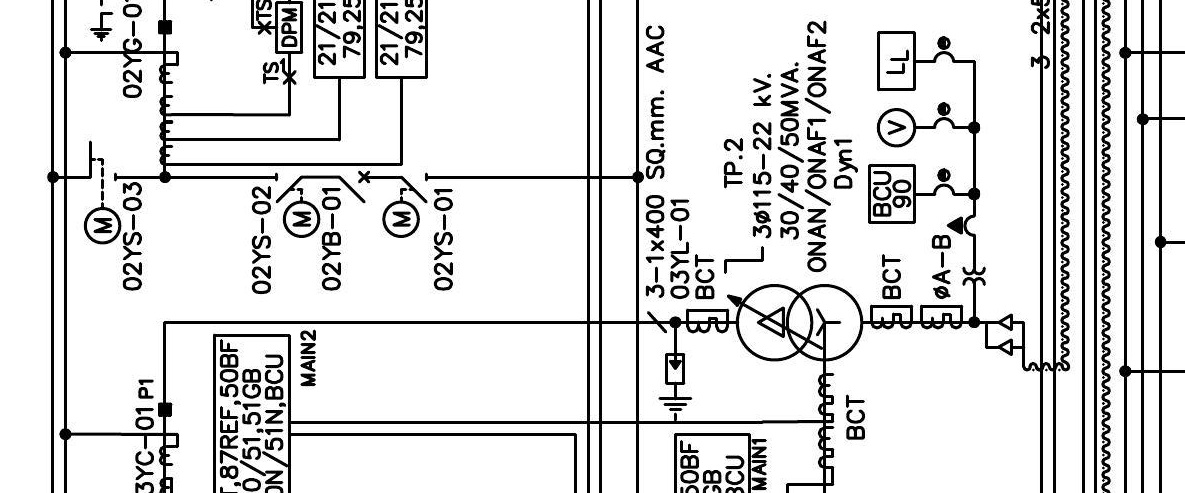 02YG-0
TS
XTS
DPM
21/21
79,25
21/21
79,25
M
02YS-03
02YS-02
M
02YB-01
M
02YS-01
3-1x400 SQ.mm. AAC
03YL-01
BCT
TP.2
3ø115-22 kV.
30/40/50MVA.
ONAN/ONAF1/ONAF2
Dyn1
LL
V
BCU
90
BCT
øA-B
3 2x
3YC-01 P1
,87REF,50BF
0/51,51GB
ON/51N,BCU
MAIN2
50BF
GB
BCU
MAIN1
BCT